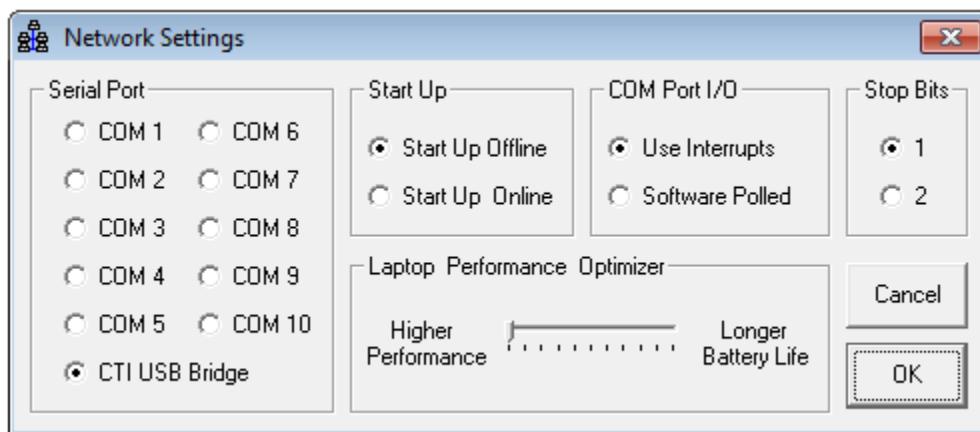 Network Settings
Serial Port
COM 1
COM 6
COM 2
COM 7
COM 3
COM 8
COM 4
COM 9
COM 5
COM 10
CTI USB Bridge
Start Up
Start Up Offline
Start Up Online
COM Port I/O
Use Interrupts
Software Polled
Stop Bits
1
2
Laptop Performance Optimizer
Higher
Performance
Longer
Battery Life
Cancel
OK